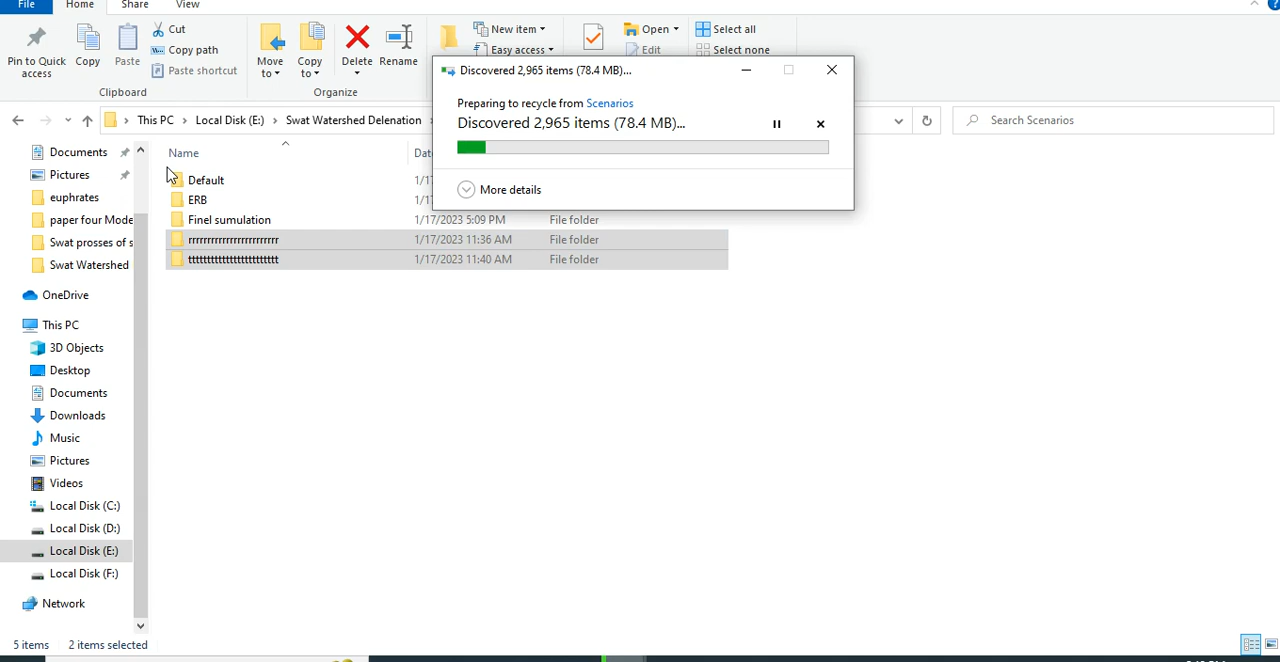 File Home Share View
Pin to Quick access
Copy
Paste
Cut
Copy path
Paste shortcut
Clipboard
Move to
Copy to
Delete
Rename
Organize
New item
Easy access
Open
Edit
Select all
Select none
Discovered 2,965 items (78.4 MB)...
Preparing to recycle from Scenarios
Discovered 2,965 items (78.4 MB)...
More details
This PC Local Disk (E:) Swat Watershed Delenation
Search Scenarios
Documents
Pictures
euphrates
paper four Mode
Swat prosses of s
Swat Watershed
OneDrive
This PC
3D Objects
Desktop
Documents
Downloads
Music
Pictures
Videos
Local Disk (C:)
Local Disk (D:)
Local Disk (E:)
Local Disk (F:)
Network
Name Dat
Default 1/17
ERB 1/17
Finel sumulation 1/17/2023 5:09 PM File folder
1/17/2023 11:36 AM File folder
1/17/2023 11:40 AM File folder
5 items 2 items selected